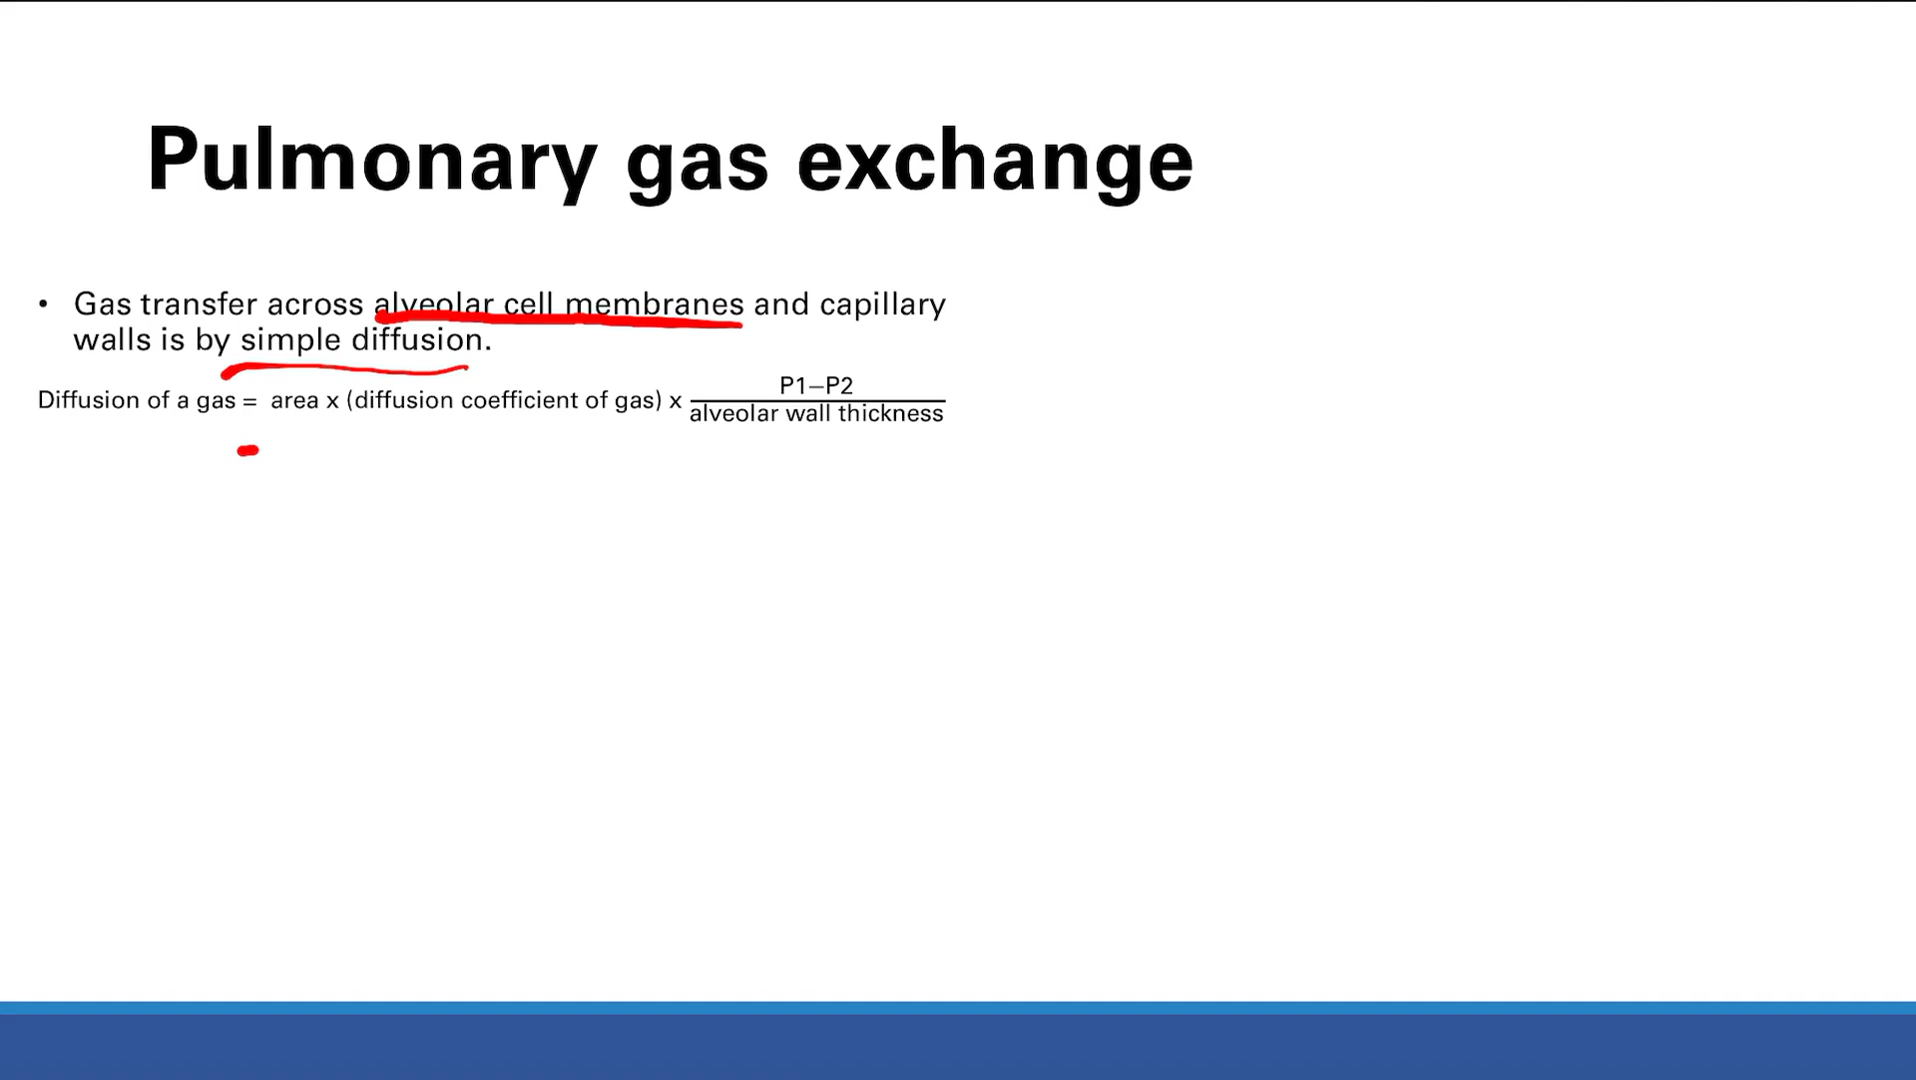 Pulmonary gas exchange
• Gas transfer across alveolar cell membranes and capillary
walls is by simple diffusion.
Diffusion of a gas = area x (diffusion coefficient of gas) x P1–P2
alveolar wall thickness